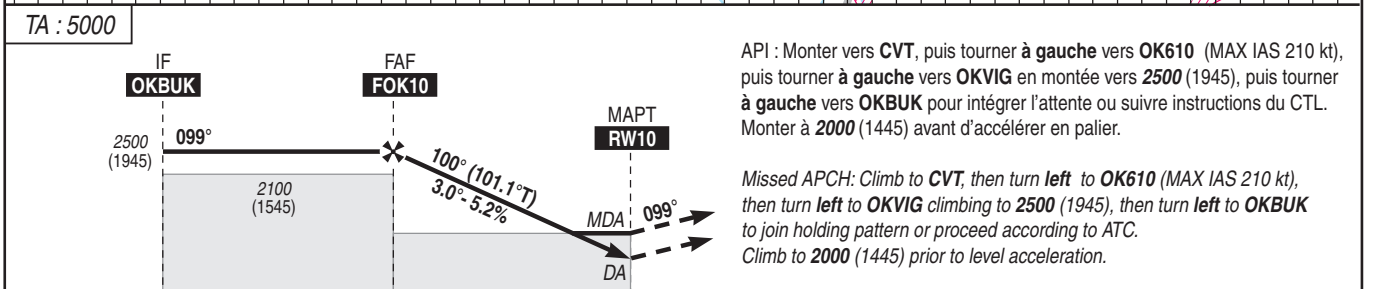 TA : 5000
IF
OKBUK
FAF
FOK10
MAPT
RW10
2500
(1945)
099°
2100
(1545)
100° (101.1°T)
3.0°- 5.2%
MDA
099°
DA
API : Monter vers CVT, puis tourner à gauche vers OK610 (MAX IAS 210 kt),
puis tourner à gauche vers OKVIG en montée vers 2500 (1945), puis tourner
à gauche vers OKBUK pour intégrer l'attente ou suivre instructions du CTL.
Monter à 2000 (1445) avant d'accélérer en palier.
Missed APCH: Climb to CVT, then turn left to OK610 (MAX IAS 210 kt),
then turn left to OKVIG climbing to 2500 (1945), then turn left to OKBUK
to join holding pattern or proceed according to ATC.
Climb to 2000 (1445) prior to level acceleration.